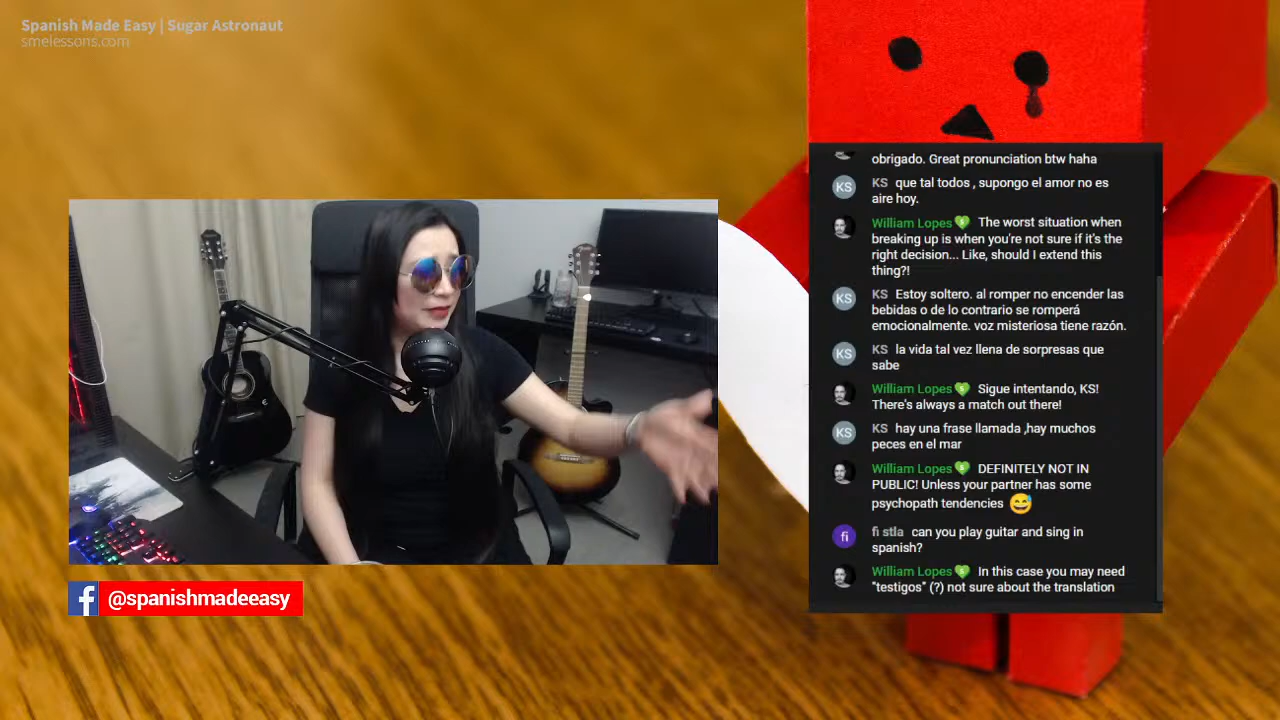 Spanish Made Easy | Sugar Astronaut
smelessons.com
obrigado. Great pronunciation btw haha
KS que tal todos , supongo el amor no es
aire hoy.
William Lopes The worst situation when
breaking up is when you're not sure if it's the
right decision... Like, should I extend this
thing?!
KS Estoy soltero. al romper no encender las
bebidas o de lo contrario se romperá
emocionalmente. voz misteriosa tiene razón.
KS la vida tal vez llena de sorpresas que
sabe
William Lopes Sigue intentando, KS!
There's always a match out there!
KS hay una frase llamada ,hay muchos
peces en el mar
William Lopes DEFINITELY NOT IN
PUBLIC! Unless your partner has some
psychopath tendencies 😅
fi fi stla can you play guitar and sing in
spanish?
William Lopes In this case you may need
"testigos" (?) not sure about the translation
f @spanishmadeeasy